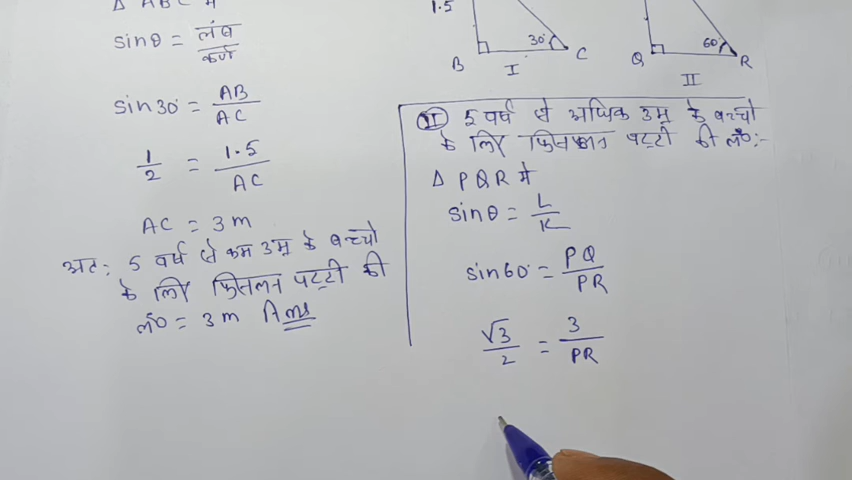 Δ ABC में
sinθ = लंब / कर्ण
sin30° = AB / AC
1/2 = 1.5 / AC
AC = 3 m
अतः 5 वर्ष से कम उम्र के बच्चो
के लिए फिसलन पट्टी की
लं० = 3 m Ans
1.5
B
30°
C
I
Q
60°
R
II
II 5 वर्ष से अधिक उम्र के बच्चो
के लिए फिसलन पट्टी की लं०:-
Δ PQR में
sinθ = L / K
sin60° = PQ / PR
√3/2 = 3 / PR